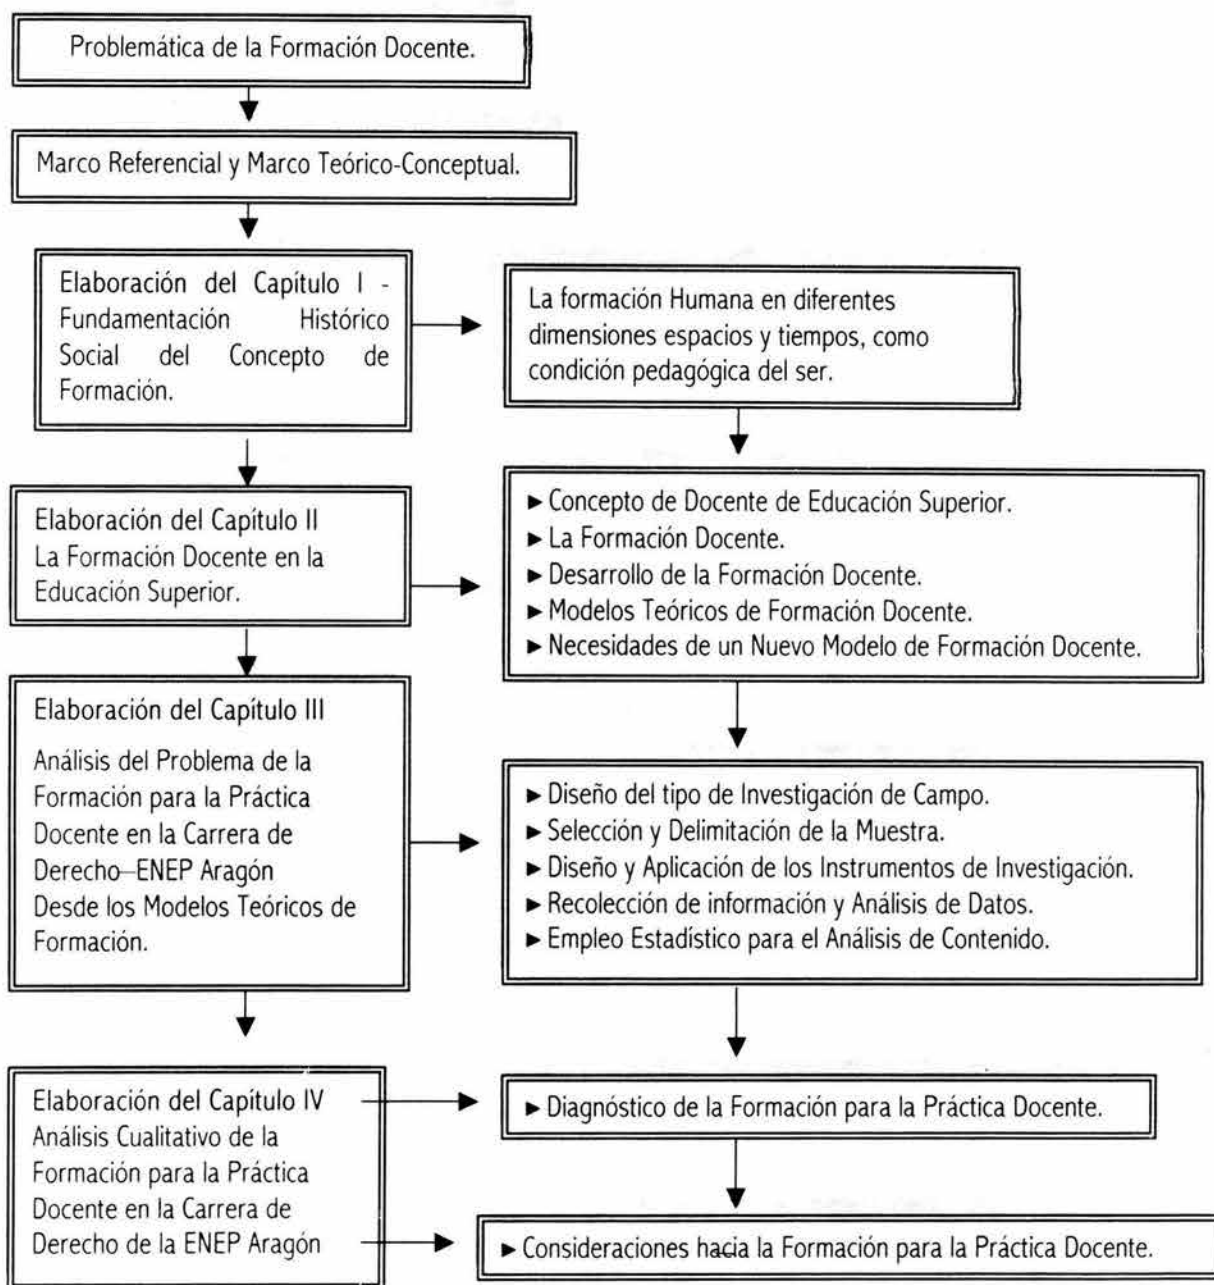 Problemática de la Formación Docente.
Marco Referencial y Marco Teórico-Conceptual.
Elaboración del Capítulo I -
Fundamentación Histórico
Social del Concepto de
Formación.
La formación Humana en diferentes
dimensiones espacios y tiempos, como
condición pedagógica del ser.
Elaboración del Capítulo II
La Formación Docente en la
Educación Superior.
► Concepto de Docente de Educación Superior.
► La Formación Docente.
► Desarrollo de la Formación Docente.
► Modelos Teóricos de Formación Docente.
► Necesidades de un Nuevo Modelo de Formación Docente.
Elaboración del Capítulo III
Análisis del Problema de la
Formación para la Práctica
Docente en la Carrera de
Derecho—ENEP Aragón
Desde los Modelos Teóricos de
Formación.
► Diseño del tipo de Investigación de Campo.
► Selección y Delimitación de la Muestra.
► Diseño y Aplicación de los Instrumentos de Investigación.
► Recolección de información y Análisis de Datos.
► Empleo Estadístico para el Análisis de Contenido.
Elaboración del Capítulo IV
Análisis Cualitativo de la
Formación para la Práctica
Docente en la Carrera de
Derecho de la ENEP Aragón
► Diagnóstico de la Formación para la Práctica Docente.
► Consideraciones hacia la Formación para la Práctica Docente.